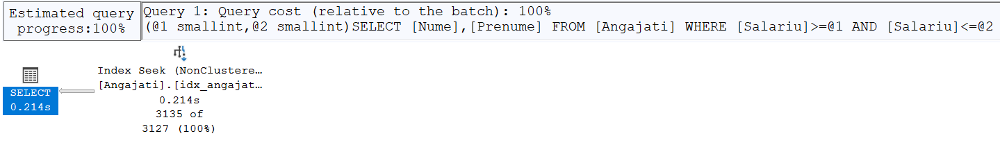 Estimated query
progress:100%
Query 1: Query cost (relative to the batch): 100%
(@1 smallint,@2 smallint)SELECT [Nume],[Prenume] FROM [Angajati] WHERE [Salariu]>=@1 AND [Salariu]<=@2
SELECT
0.214s
Index Seek (NonClustere…
[Angajati].[idx_angajat…
0.214s
3135 of
3127 (100%)